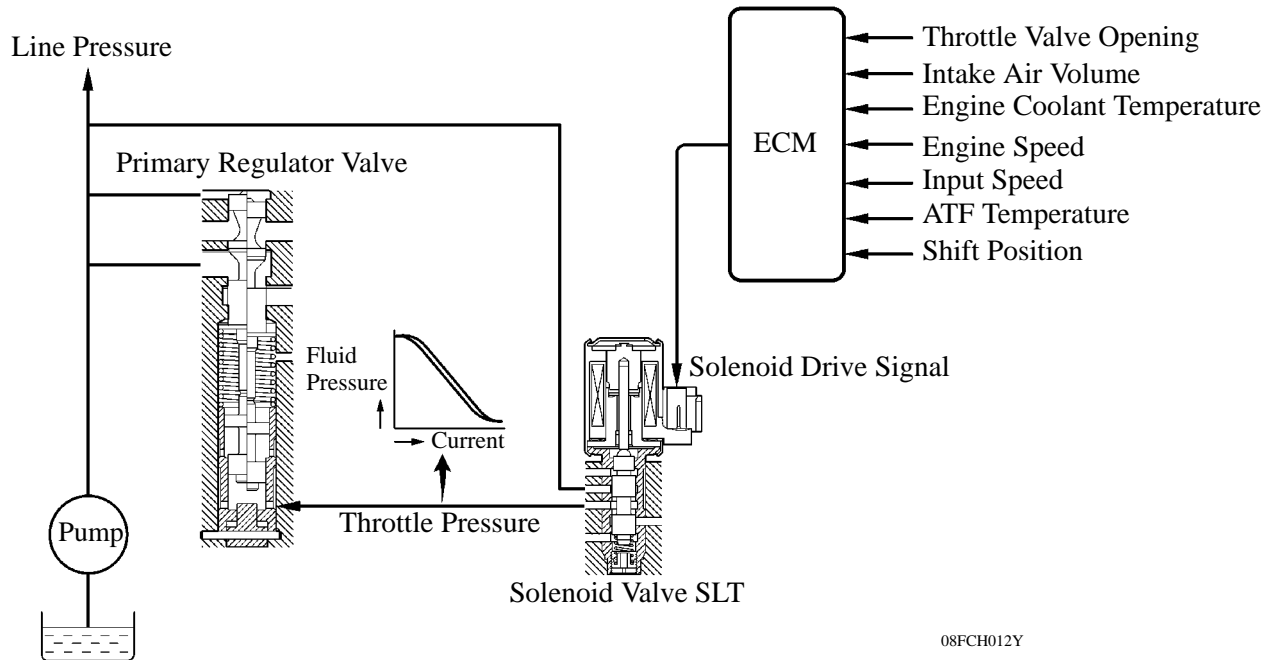 Line Pressure
Primary Regulator Valve
Throttle Valve Opening
Intake Air Volume
Engine Coolant Temperature
ECM
Engine Speed
Input Speed
ATF Temperature
Shift Position
Fluid
Pressure
Current
Solenoid Drive Signal
Pump
Throttle Pressure
Solenoid Valve SLT
08FCH012Y